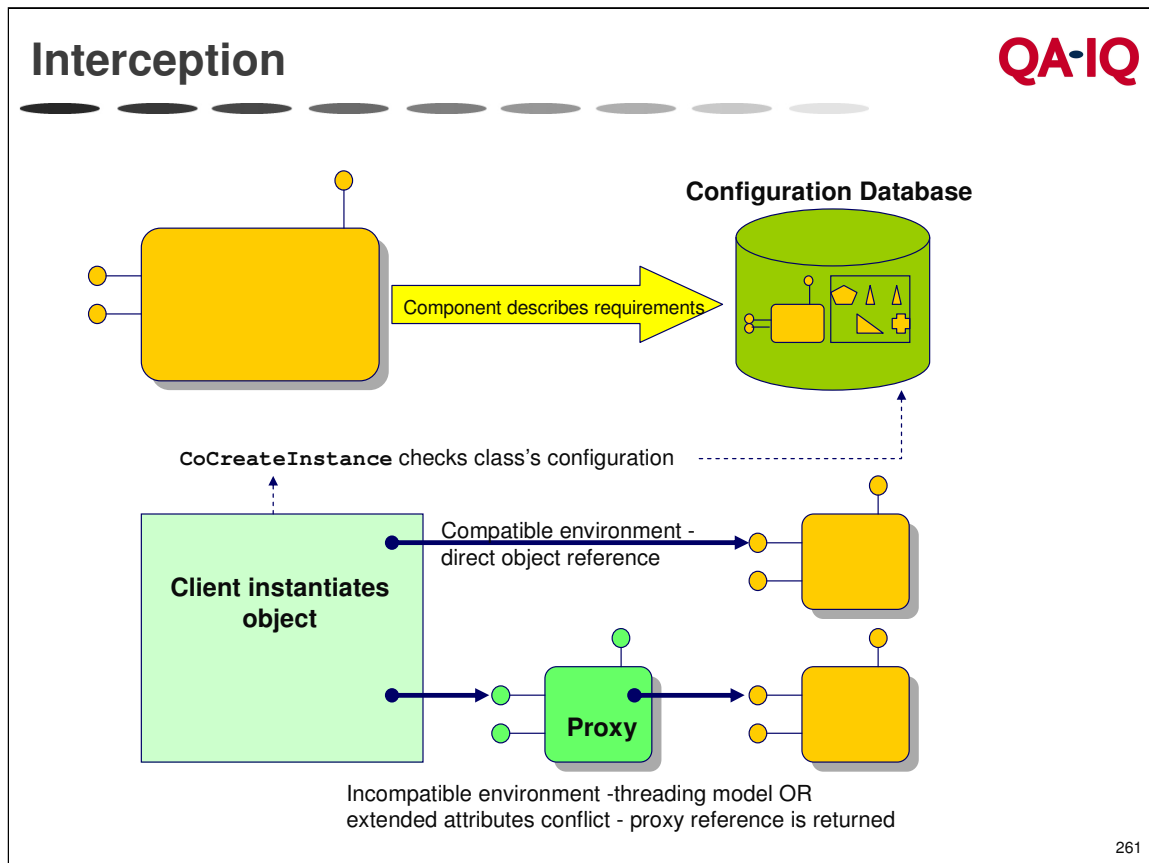 Interception
QA-IQ
Configuration Database
Component describes requirements
CoCreateInstance checks class's configuration
Compatible environment -
direct object reference
Client instantiates
object
Proxy
Incompatible environment -threading model OR
extended attributes conflict - proxy reference is returned
261